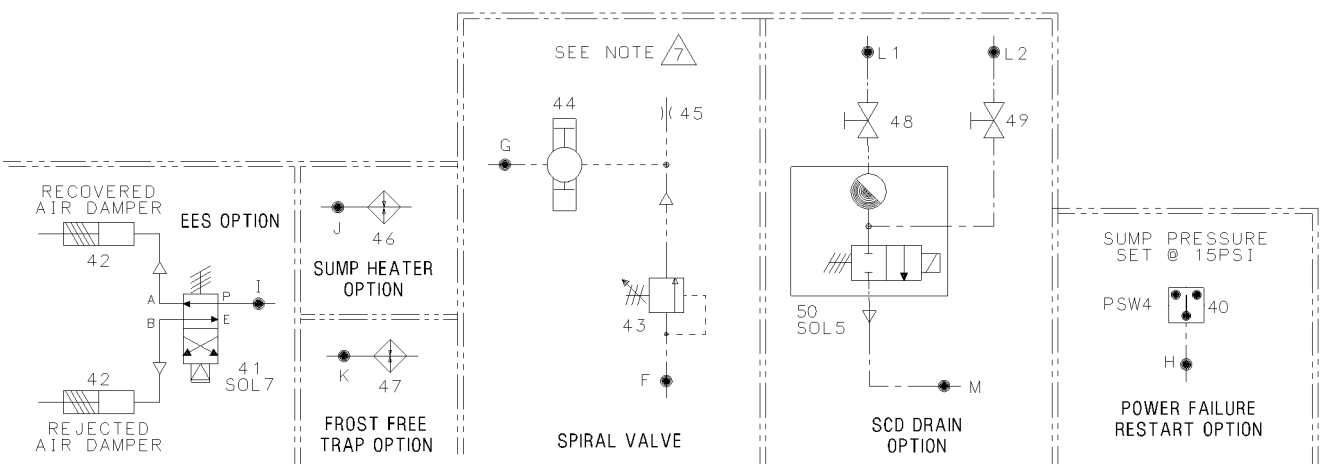 RECOVERED
AIR DAMPER
42
EES OPTION
A
P
I
B
E
41
SOL7
42
REJECTED
AIR DAMPER
J
46
SUMP HEATER
OPTION
K
47
FROST FREE
TRAP OPTION
SEE NOTE 7
44
45
G
43
F
SPIRAL VALVE
L1
L2
48
49
50
SOL5
M
SCD DRAIN
OPTION
SUMP PRESSURE
SET @ 15PSI
PSW4
40
H
POWER FAILURE
RESTART OPTION